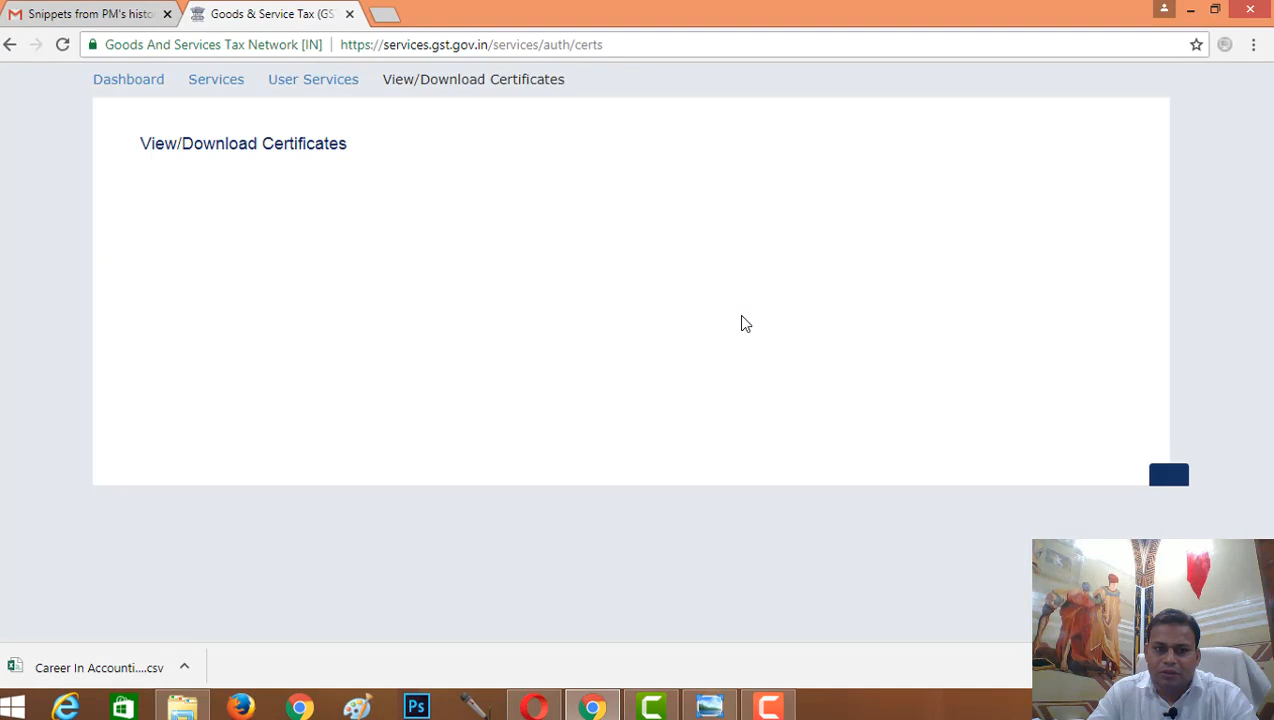 Snippets from PM's histo
Goods & Service Tax (GS
Goods And Services Tax Network [IN]
https://services.gst.gov.in/services/auth/certs
Dashboard Services User Services View/Download Certificates
View/Download Certificates
Career In Accounti....csv
Ps